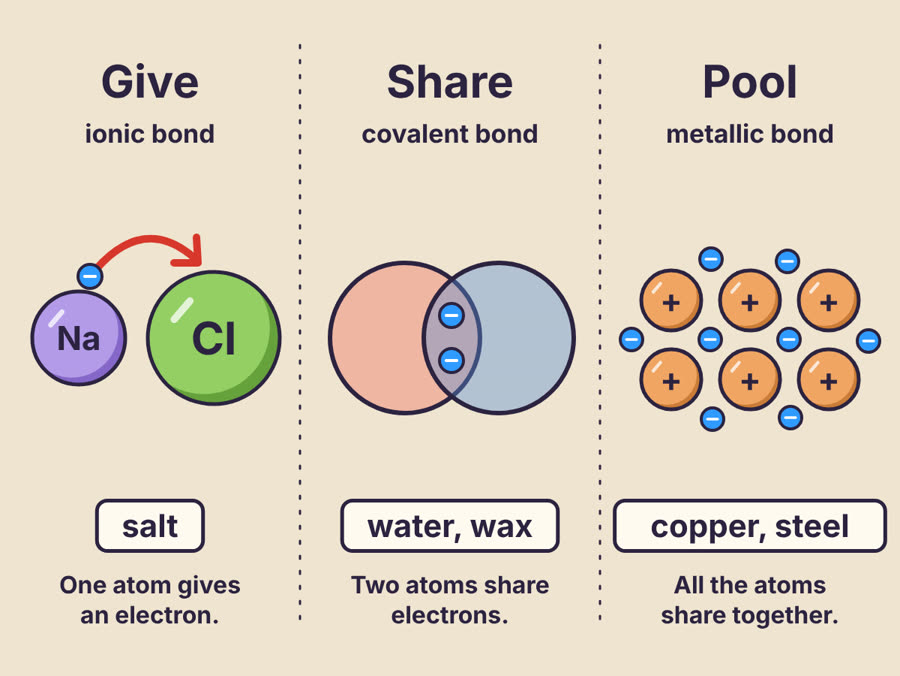 Give
ionic bond
Na
Cl
salt
One atom gives
an electron.
Share
covalent bond
water, wax
Two atoms share
electrons.
Pool
metallic bond
+ + +
+ + +
copper, steel
All the atoms
share together.